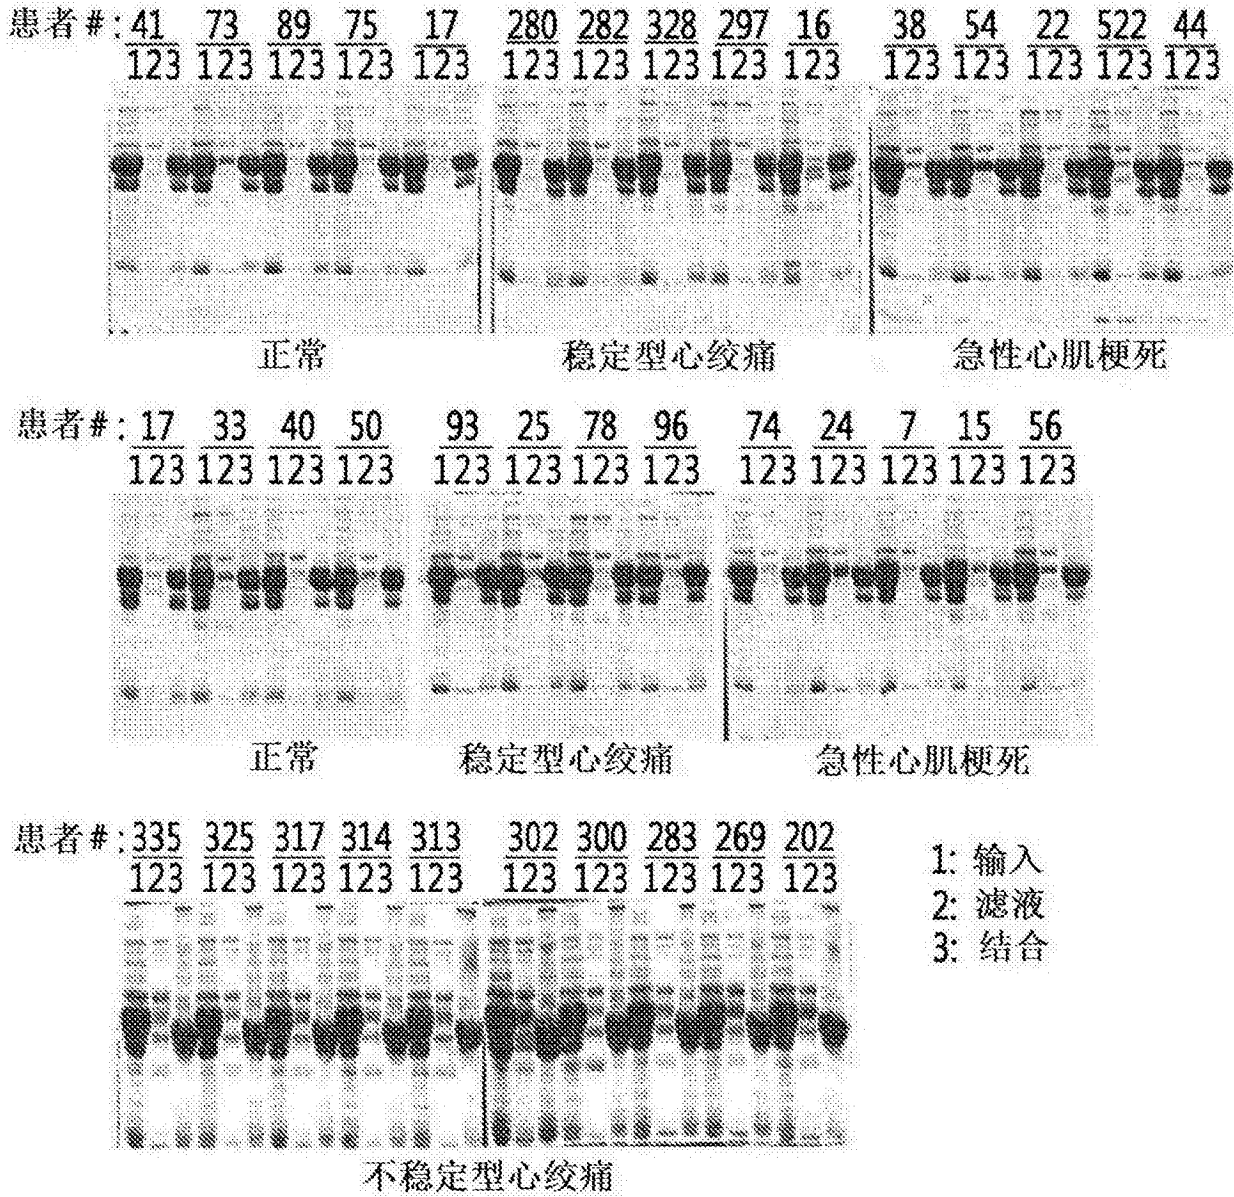 患者#: 41 73 89 75 17 280 282 328 297 16 38 54 22 522 44
123 123 123 123 123 123 123 123 123 123 123 123 123 123 123
正常 稳定型心绞痛 急性心肌梗死
患者#: 17 33 40 50 93 25 78 96 74 24 7 15 56
123 123 123 123 123 123 123 123 123 123 123 123 123
正常 稳定型心绞痛 急性心肌梗死
患者#: 335 325 317 314 313 302 300 283 269 202
123 123 123 123 123 123 123 123 123 123
1: 输入
2: 滤液
3: 结合
不稳定型心绞痛